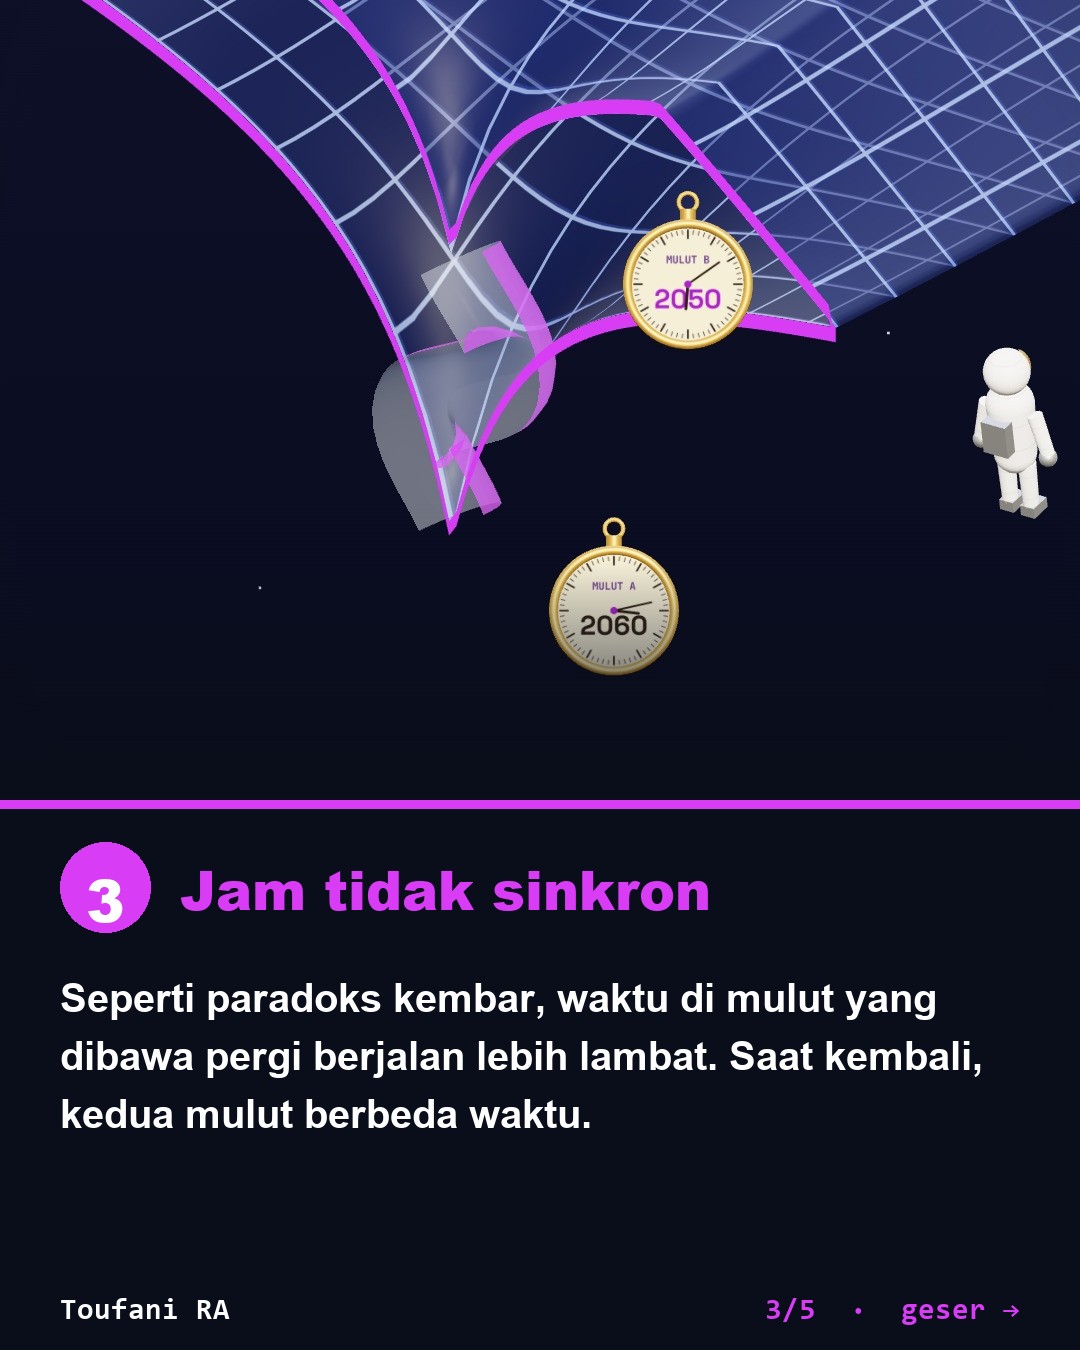 MULUT B
2050
MULUT A
2060
3 Jam tidak sinkron
Seperti paradoks kembar, waktu di mulut yang
dibawa pergi berjalan lebih lambat. Saat kembali,
kedua mulut berbeda waktu.
Toufani RA 3/5 · geser →